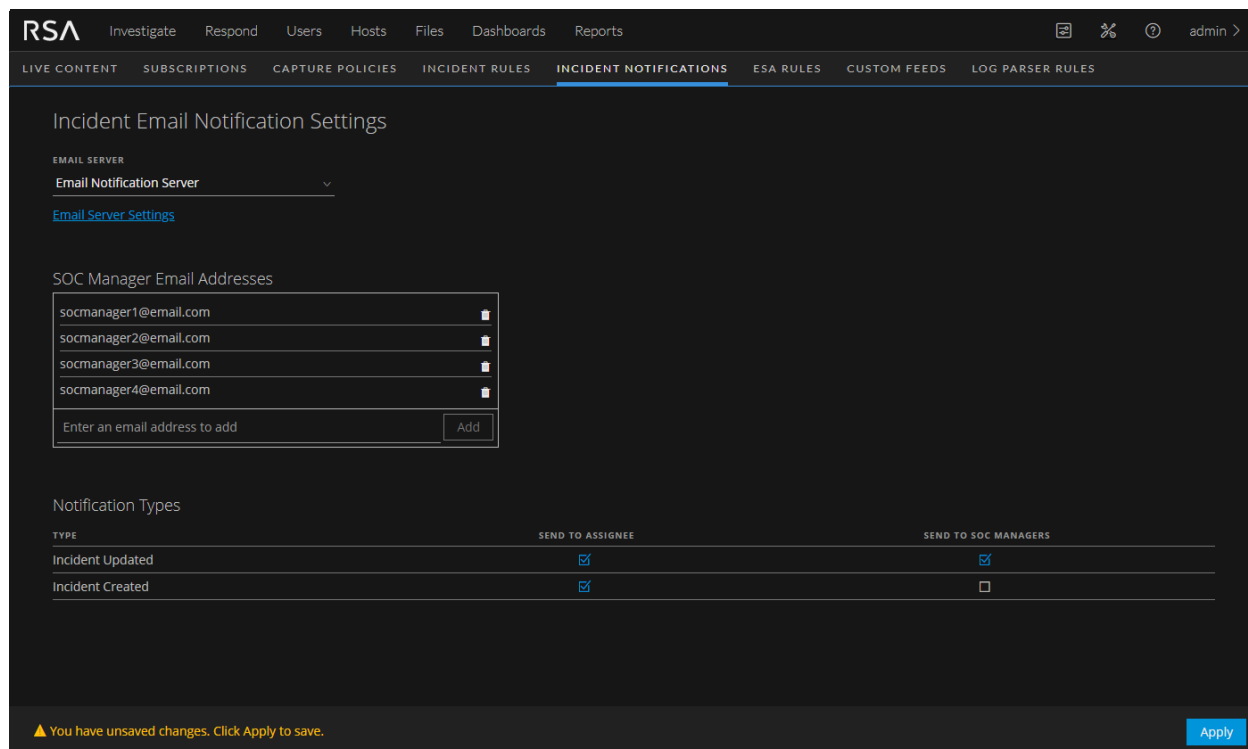 RSA Investigate Respond Users Hosts Files Dashboards Reports admin >
LIVE CONTENT SUBSCRIPTIONS CAPTURE POLICIES INCIDENT RULES INCIDENT NOTIFICATIONS ESA RULES CUSTOM FEEDS LOG PARSER RULES
Incident Email Notification Settings
EMAIL SERVER
Email Notification Server
Email Server Settings
SOC Manager Email Addresses
socmanager1@email.com
socmanager2@email.com
socmanager3@email.com
socmanager4@email.com
Enter an email address to add Add
Notification Types
TYPE SEND TO ASSIGNEE SEND TO SOC MANAGERS
Incident Updated
Incident Created
You have unsaved changes. Click Apply to save. Apply